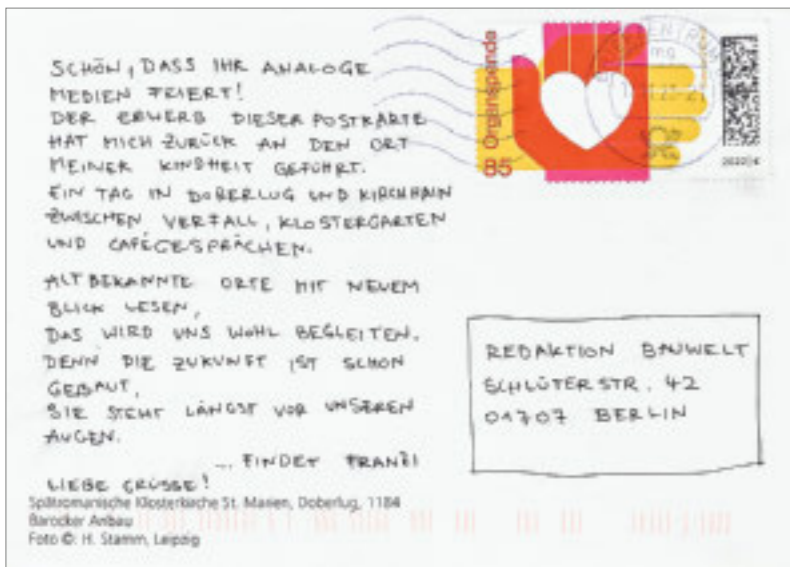 SCHÖN, DASS IHR ANALOGE
MEDIEN FEIERT!
DER ERWERB DIESER POSTKARTE
HAT MICH ZURÜCK AN DEN ORT
MEINER KINDHEIT GEFÜHRT.
EIN TAG IN DOBERLUG UND KIRCHHAIN
ZWISCHEN VERFALL, KLOSTERGARTEN
UND CAFÉGESPRÄCHEN.
ALTBEKANNTE ORTE MIT NEUEM
BLICK LESEN,
DAS WIRD UNS WOHL BEGLEITEN.
DENN DIE ZUKUNFT IST SCHON
GEBAUT,
SIE STEHT LÄNGST VOR UNSEREN
AUGEN.
... FINDET FRANZI
LIEBE GRÜSSE!
Spätromanische Klosterkirche St. Marien, Doberlug, 1184
Barocker Anbau
Foto ©: H. Stamm, Leipzig
85 Organspende
2022 €
REDAKTION BAUWELT
SCHLÜTERSTR. 42
01707 BERLIN